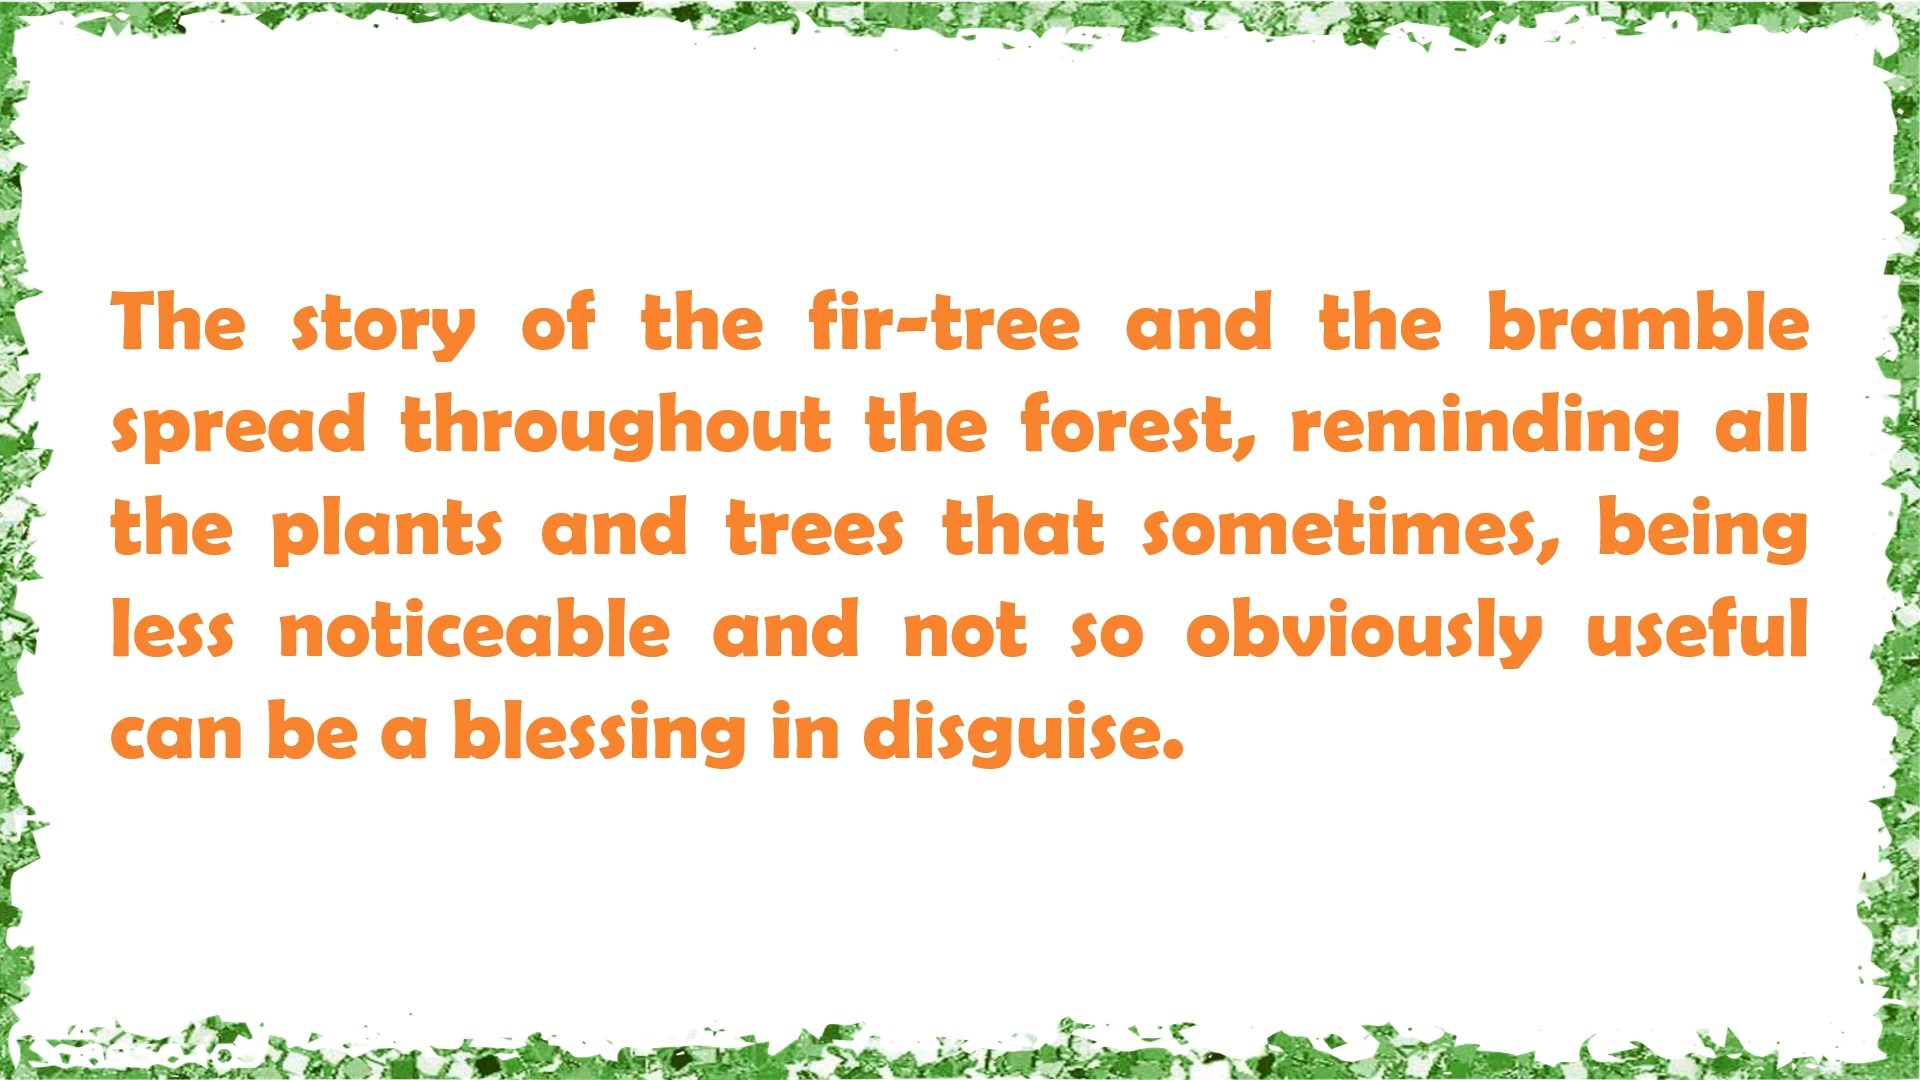 The story of the fir-tree and the bramble
spread throughout the forest, reminding all
the plants and trees that sometimes, being
less noticeable and not so obviously useful
can be a blessing in disguise.